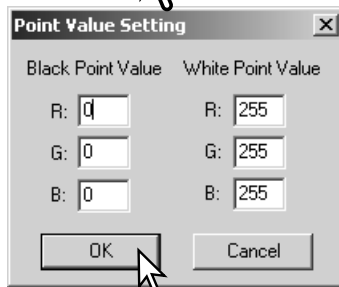 Point Value Setting
Black Point Value White Point Value
R: 0 R: 255
G: 0 G: 255
B: 0 B: 255
OK Cancel